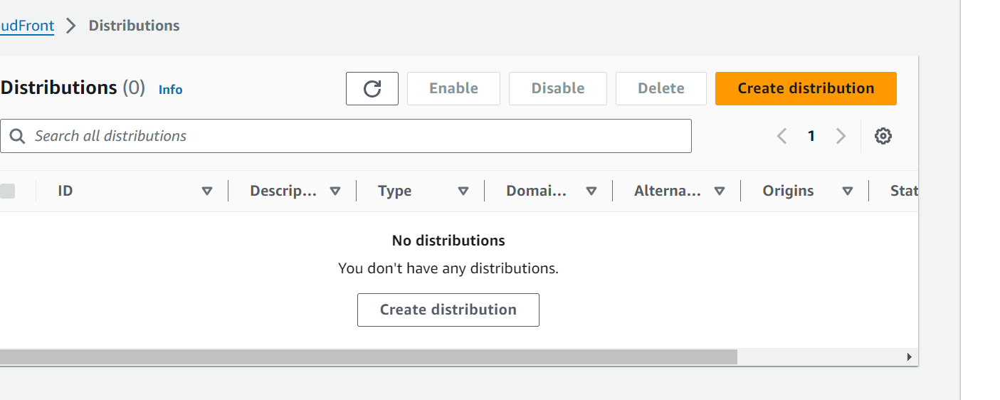 udFront Distributions
Distributions (0) Info Enable Disable Delete Create distribution
Search all distributions 1
ID Descrip... Type Domai... Alterna... Origins Stat
No distributions
You don't have any distributions.
Create distribution